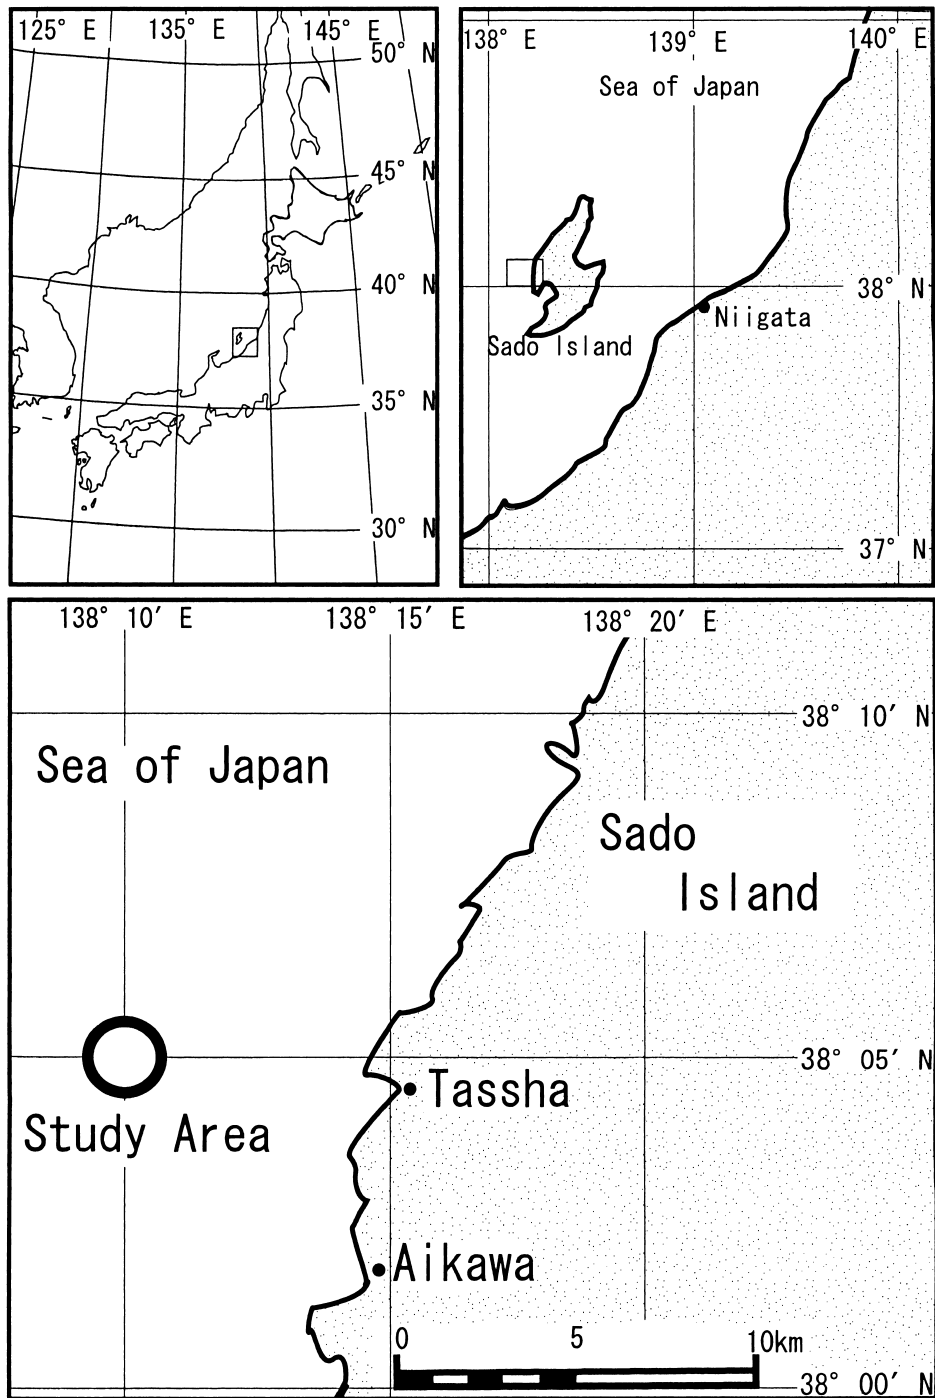 125° E 135° E 145° E
50° N
45° N
40° N
35° N
30° N
138° E 139° E 140° E
Sea of Japan
38° N
Niigata
Sado Island
37° N
138° 10′ E 138° 15′ E 138° 20′ E
38° 10′ N
Sea of Japan
Sado
Island
38° 05′ N
Tassha
Study Area
Aikawa
0 5 10km
38° 00′ N